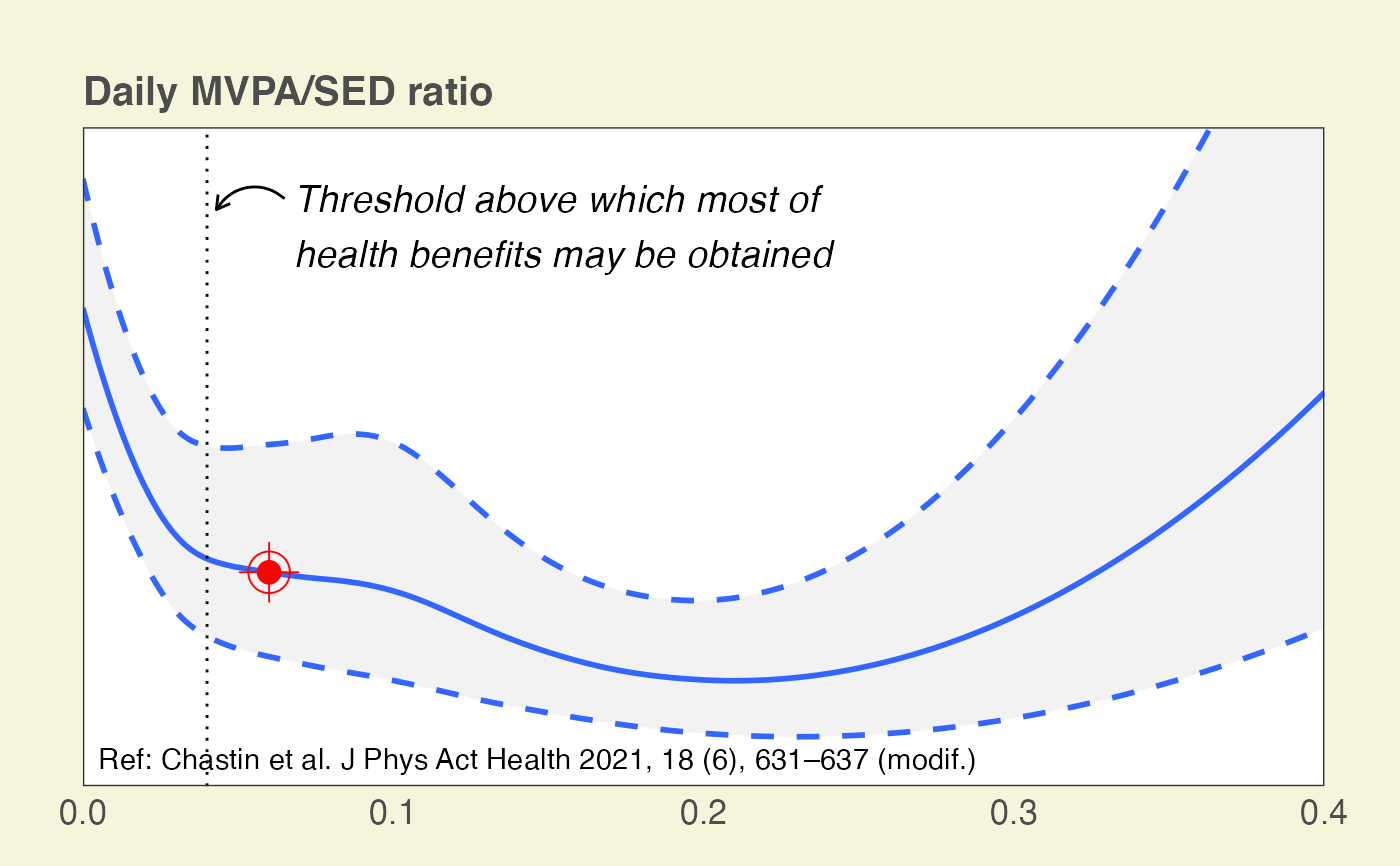 Daily MVPA/SED ratio
Threshold above which most of
health benefits may be obtained
Ref: Chastin et al. J Phys Act Health 2021, 18 (6), 631–637 (modif.)
0.0 0.1 0.2 0.3 0.4